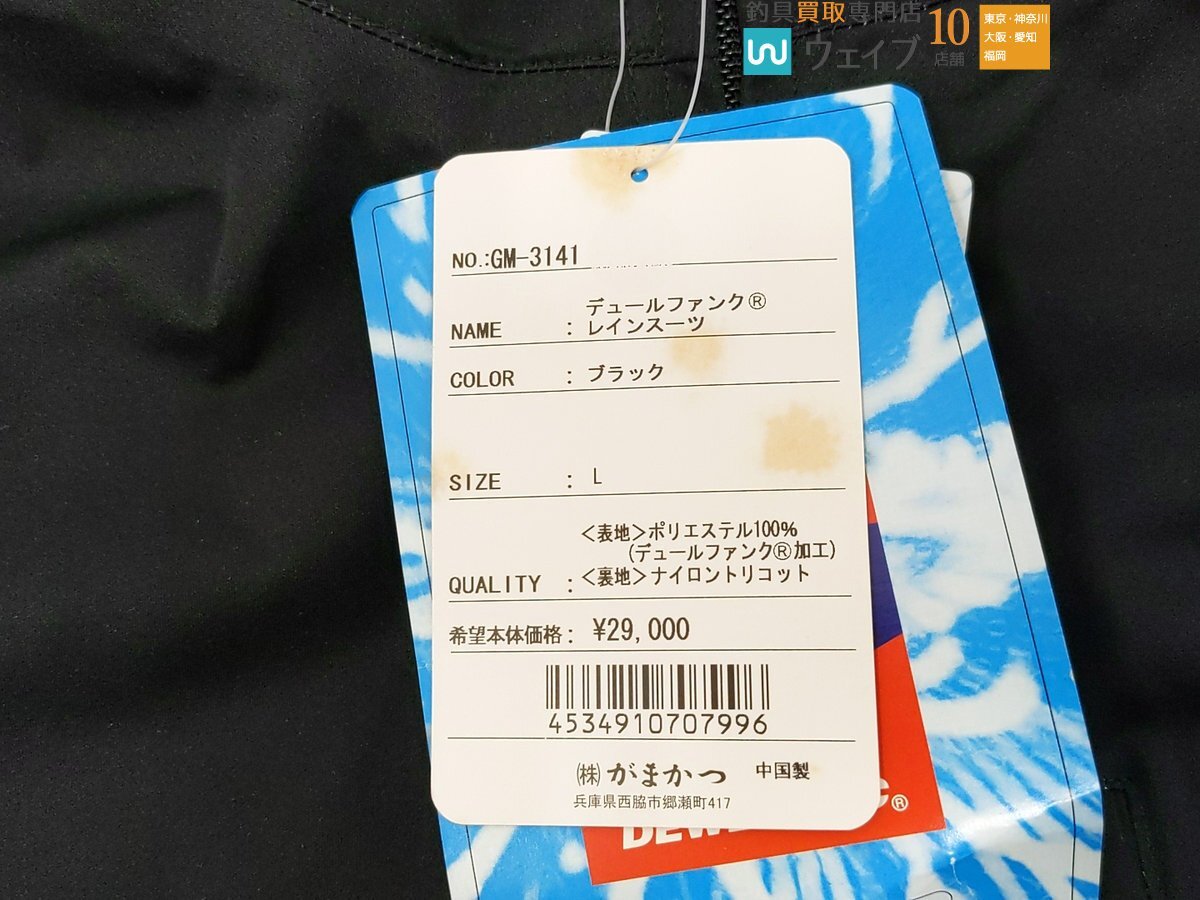 釣具買取専門店
ウェイブ
10
店舗
東京・神奈川
大阪・愛知
福岡
NO.:GM-3141
NAME : デュールファンク®
レインスーツ
COLOR : ブラック
SIZE : L
QUALITY : <表地>ポリエステル100%
(デュールファンク®加工)
<裏地>ナイロントリコット
希望本体価格: ¥29,000
4534910707996
(株)がまかつ 中国製
兵庫県西脇市郷瀬町417